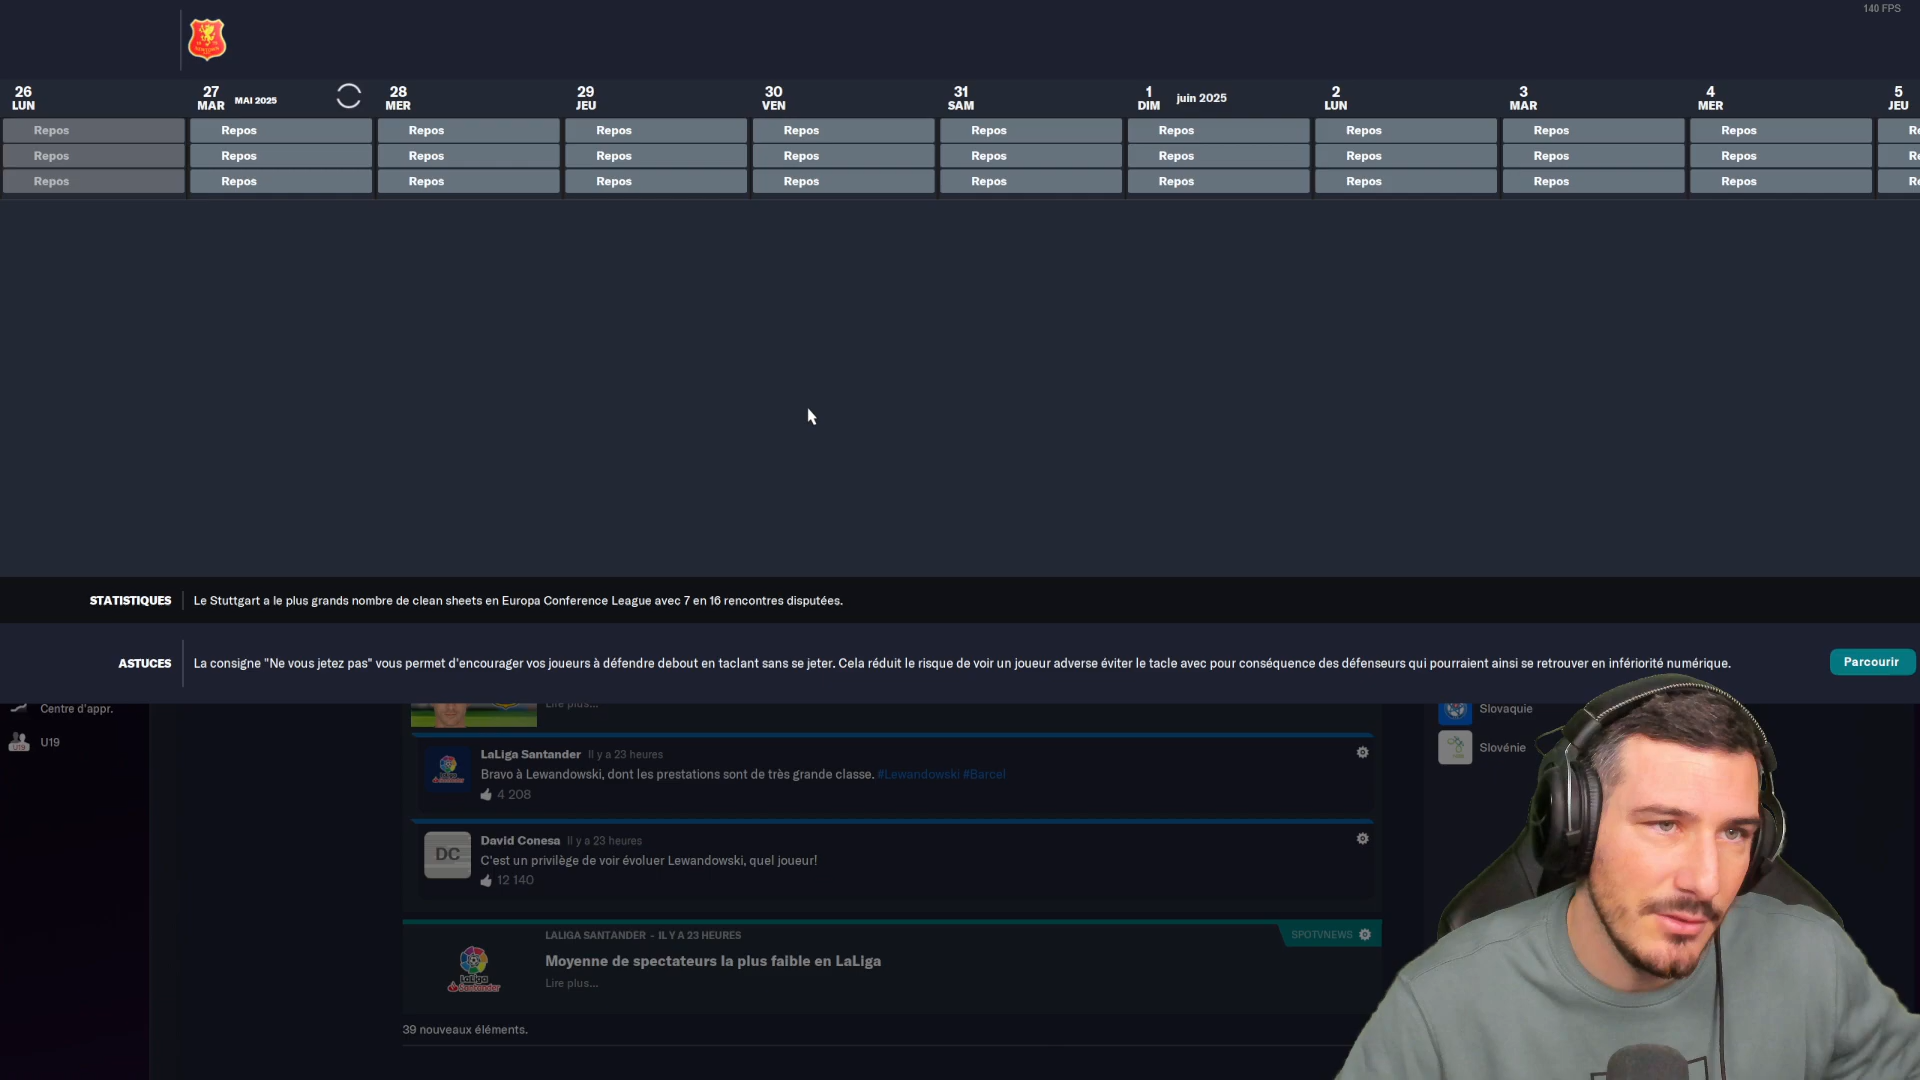 140 FPS
26 LUN
27 MAR MAI 2025
28 MER
29 JEU
30 VEN
31 SAM
1 DIM juin 2025
2 LUN
3 MAR
4 MER
5 JEU
Repos Repos Repos Repos Repos Repos Repos Repos Repos Repos
Repos Repos Repos Repos Repos Repos Repos Repos Repos Repos
Repos Repos Repos Repos Repos Repos Repos Repos Repos Repos
STATISTIQUES Le Stuttgart a le plus grands nombre de clean sheets en Europa Conference League avec 7 en 16 rencontres disputées.
ASTUCES La consigne "Ne vous jetez pas" vous permet d'encourager vos joueurs à défendre debout en taclant sans se jeter. Cela réduit le risque de voir un joueur adverse éviter le tacle avec pour conséquence des défenseurs qui pourraient ainsi se retrouver en infériorité numérique. Parcourir
Centre d'appr.
U19
Lire plus...
LaLiga Santander Il y a 23 heures
Bravo à Lewandowski, dont les prestations sont de très grande classe. #Lewandowski #Barcel
4 208
DC
David Conesa Il y a 23 heures
C'est un privilège de voir évoluer Lewandowski, quel joueur!
12 140
LALIGA SANTANDER - IL Y A 23 HEURES
SPOTVNEWS
Moyenne de spectateurs la plus faible en LaLiga
Lire plus...
39 nouveaux éléments.
Slovaquie
Slovénie